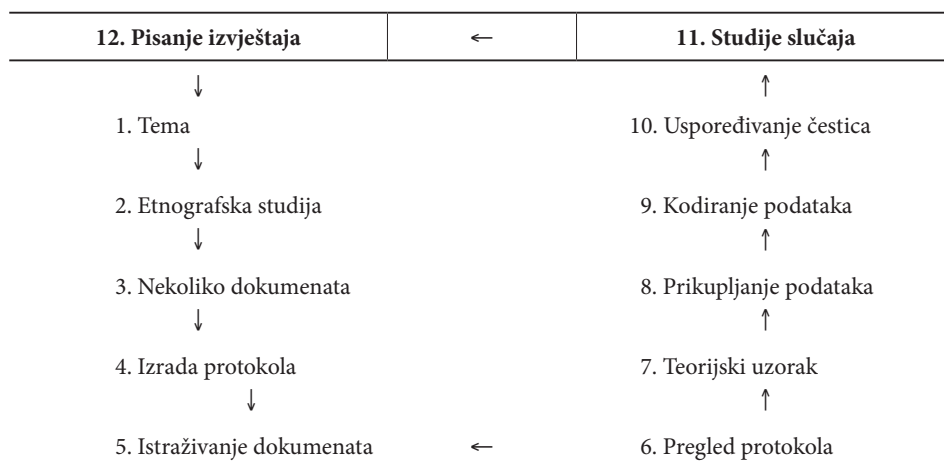 12. Pisanje izvještaja ← 11. Studije slučaja
↓ ↑
1. Tema 10. Uspoređivanje čestica
↓ ↑
2. Etnografska studija 9. Kodiranje podataka
↓ ↑
3. Nekoliko dokumenata 8. Prikupljanje podataka
↓ ↑
4. Izrada protokola 7. Teorijski uzorak
↓ ↑
5. Istraživanje dokumenata ← 6. Pregled protokola